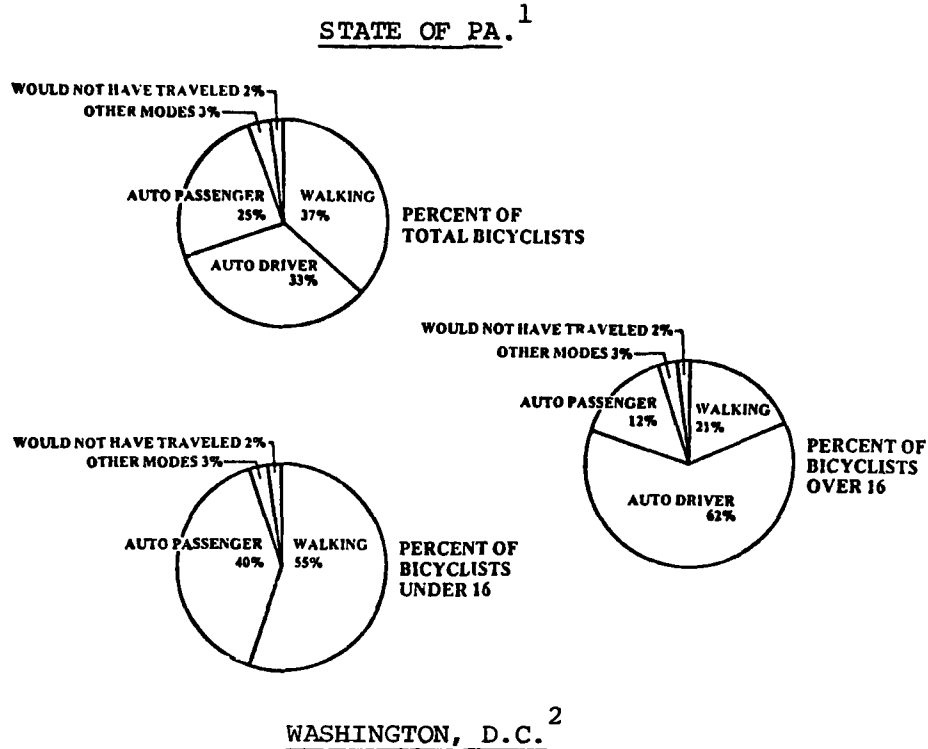 STATE OF PA.1
WOULD NOT HAVE TRAVELED 2%
OTHER MODES 3%
AUTO PASSENGER
25%
WALKING
37%
AUTO DRIVER
33%
PERCENT OF
TOTAL BICYCLISTS
WOULD NOT HAVE TRAVELED 2%
OTHER MODES 3%
AUTO PASSENGER
12%
WALKING
21%
AUTO DRIVER
62%
PERCENT OF
BICYCLISTS
OVER 16
WOULD NOT HAVE TRAVELED 2%
OTHER MODES 3%
AUTO PASSENGER
40%
WALKING
55%
PERCENT OF
BICYCLISTS
UNDER 16
WASHINGTON, D.C.2